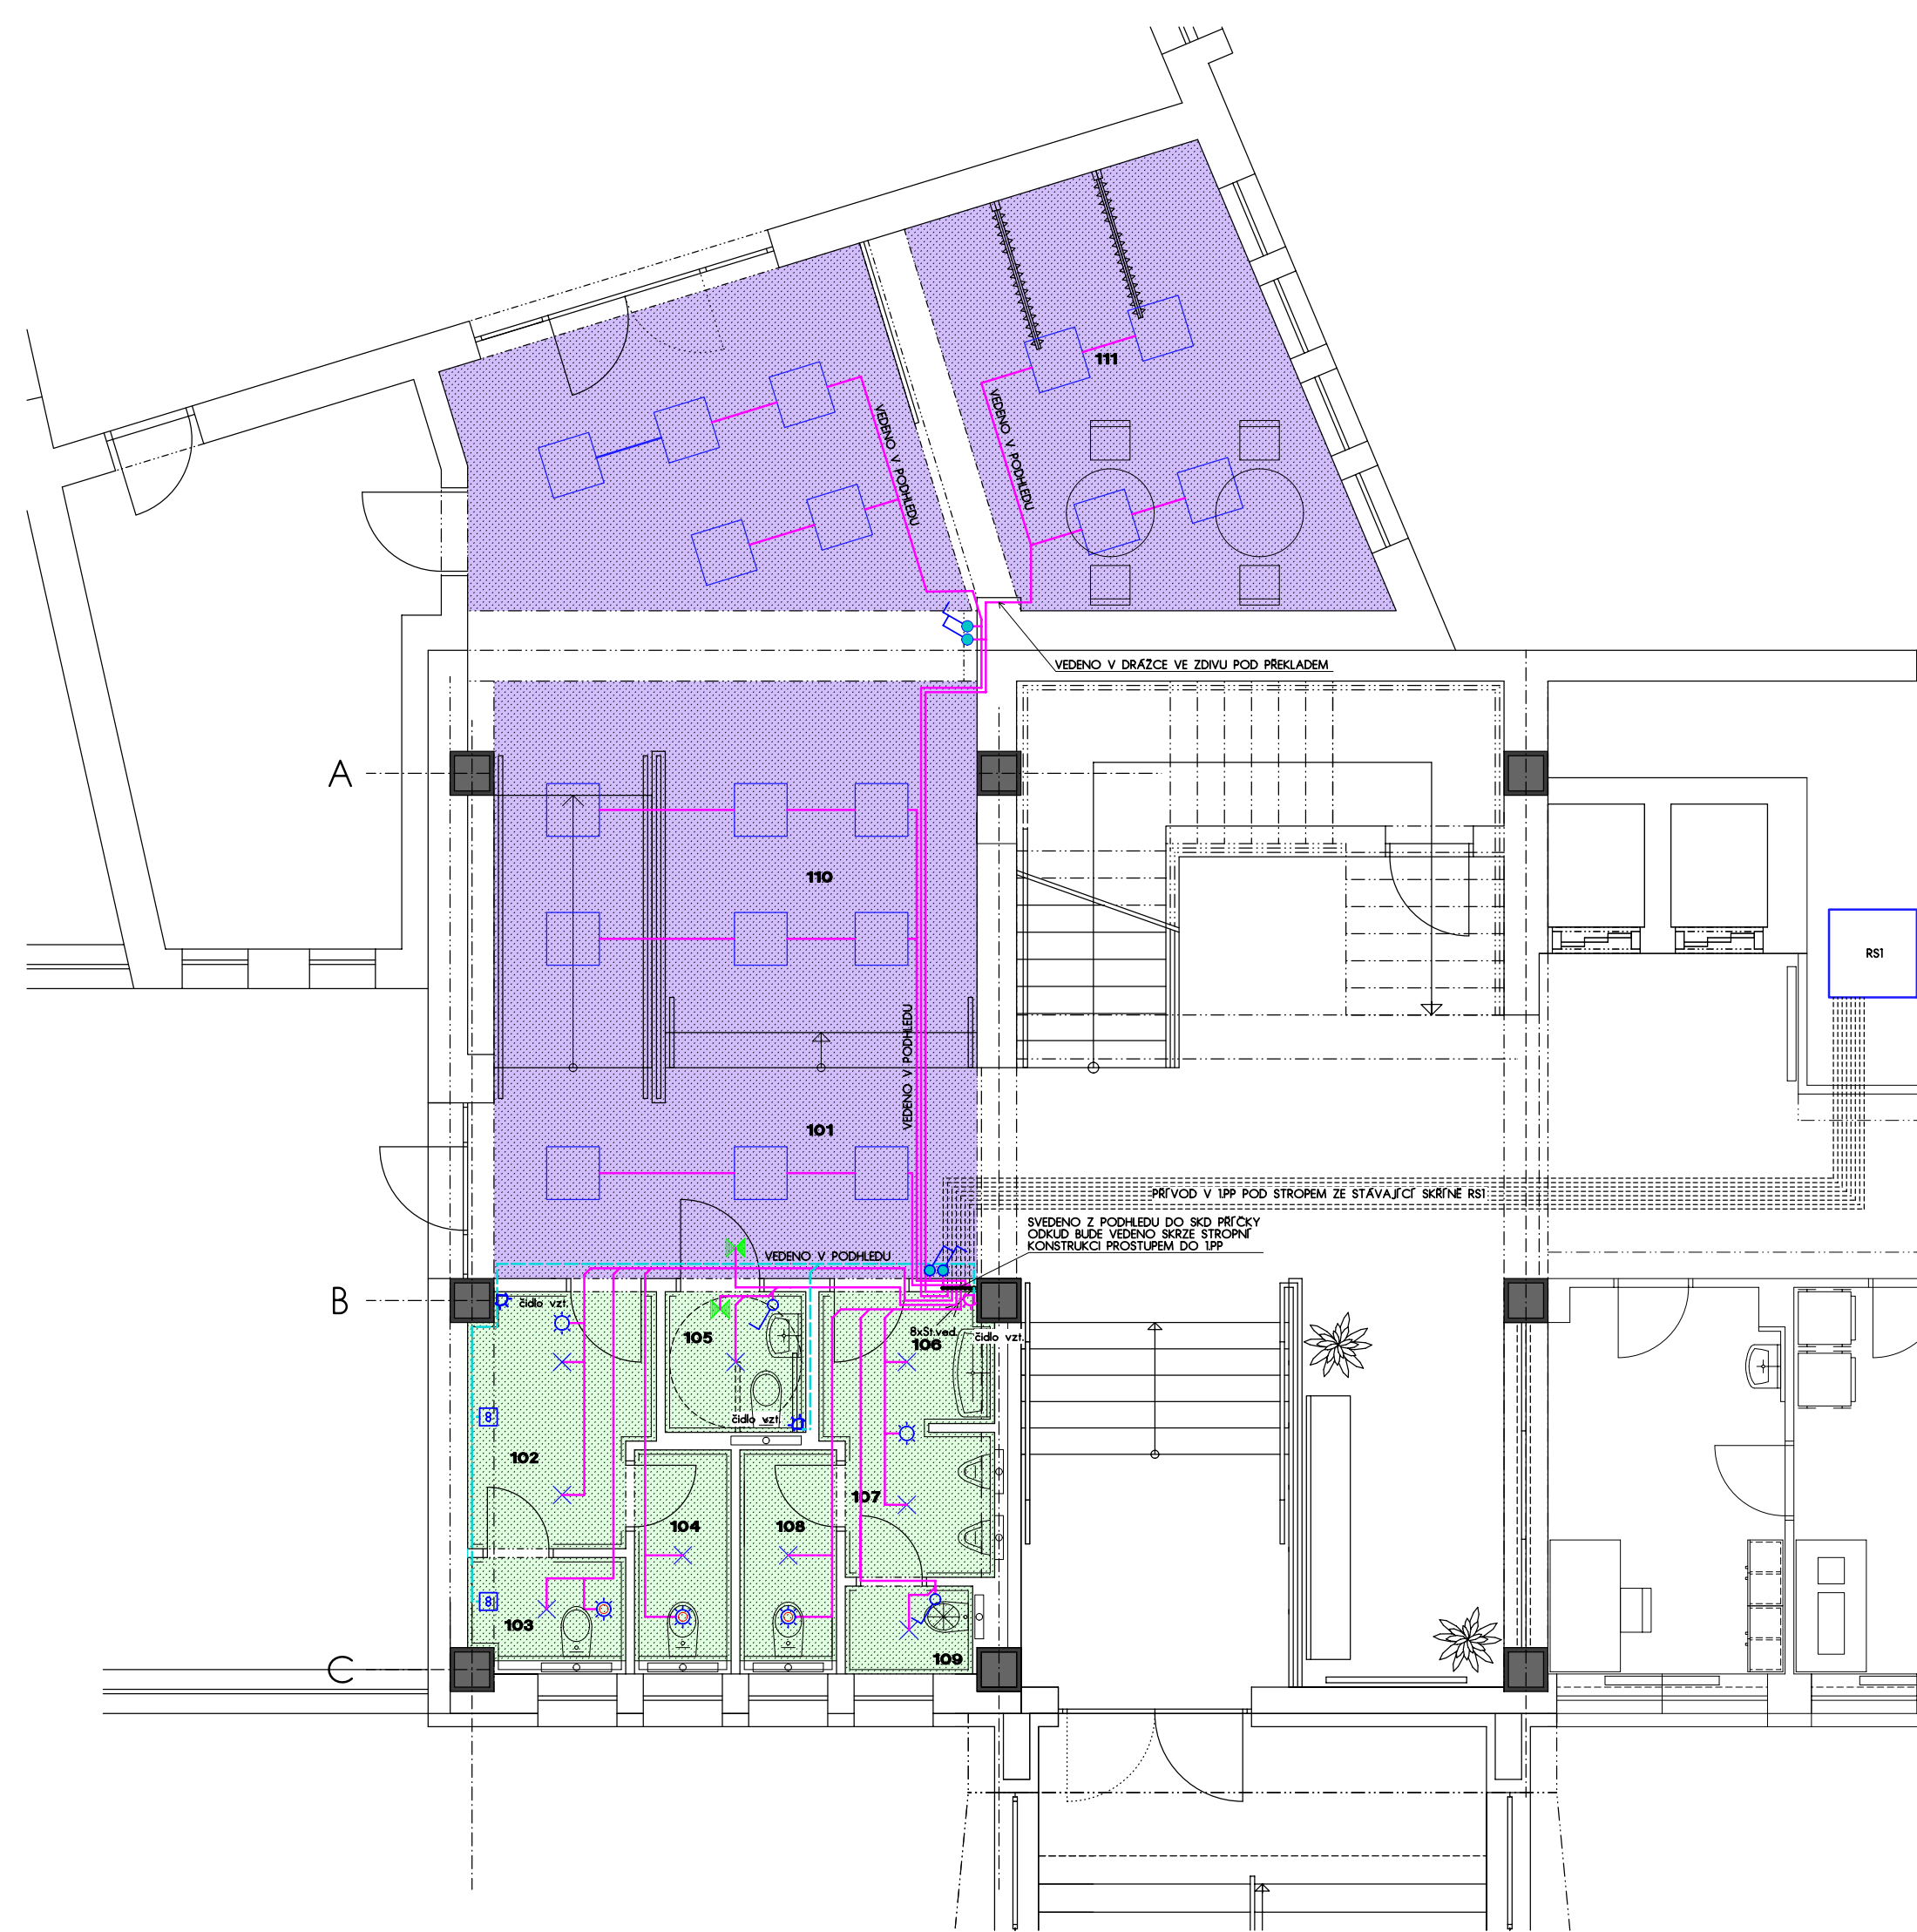 111
VEDENO V PODHLEDU
VEDENO V PODHLEDU
VEDENO V DRÁŽCE VE ZDIVU POD PŘEKLADEM
A
110
RS1
VEDENO V PODHLEDU
101
PŘÍVOD V 1.PP POD STROPEM ZE STÁVAJÍCÍ SKŘÍNĚ RS1
SVEDENO Z PODHLEDU DO SKD PŘÍČKY
ODKUD BUDE VEDENO SKRZE STROPNÍ
KONSTRUKCI PROSTUPEM DO 1.PP
VEDENO V PODHLEDU
B
čidlo vzt.
105
8xSt.ved.
106
čidlo vzt.
čidlo vzt.
8
102
107
104
108
8
103
109
C